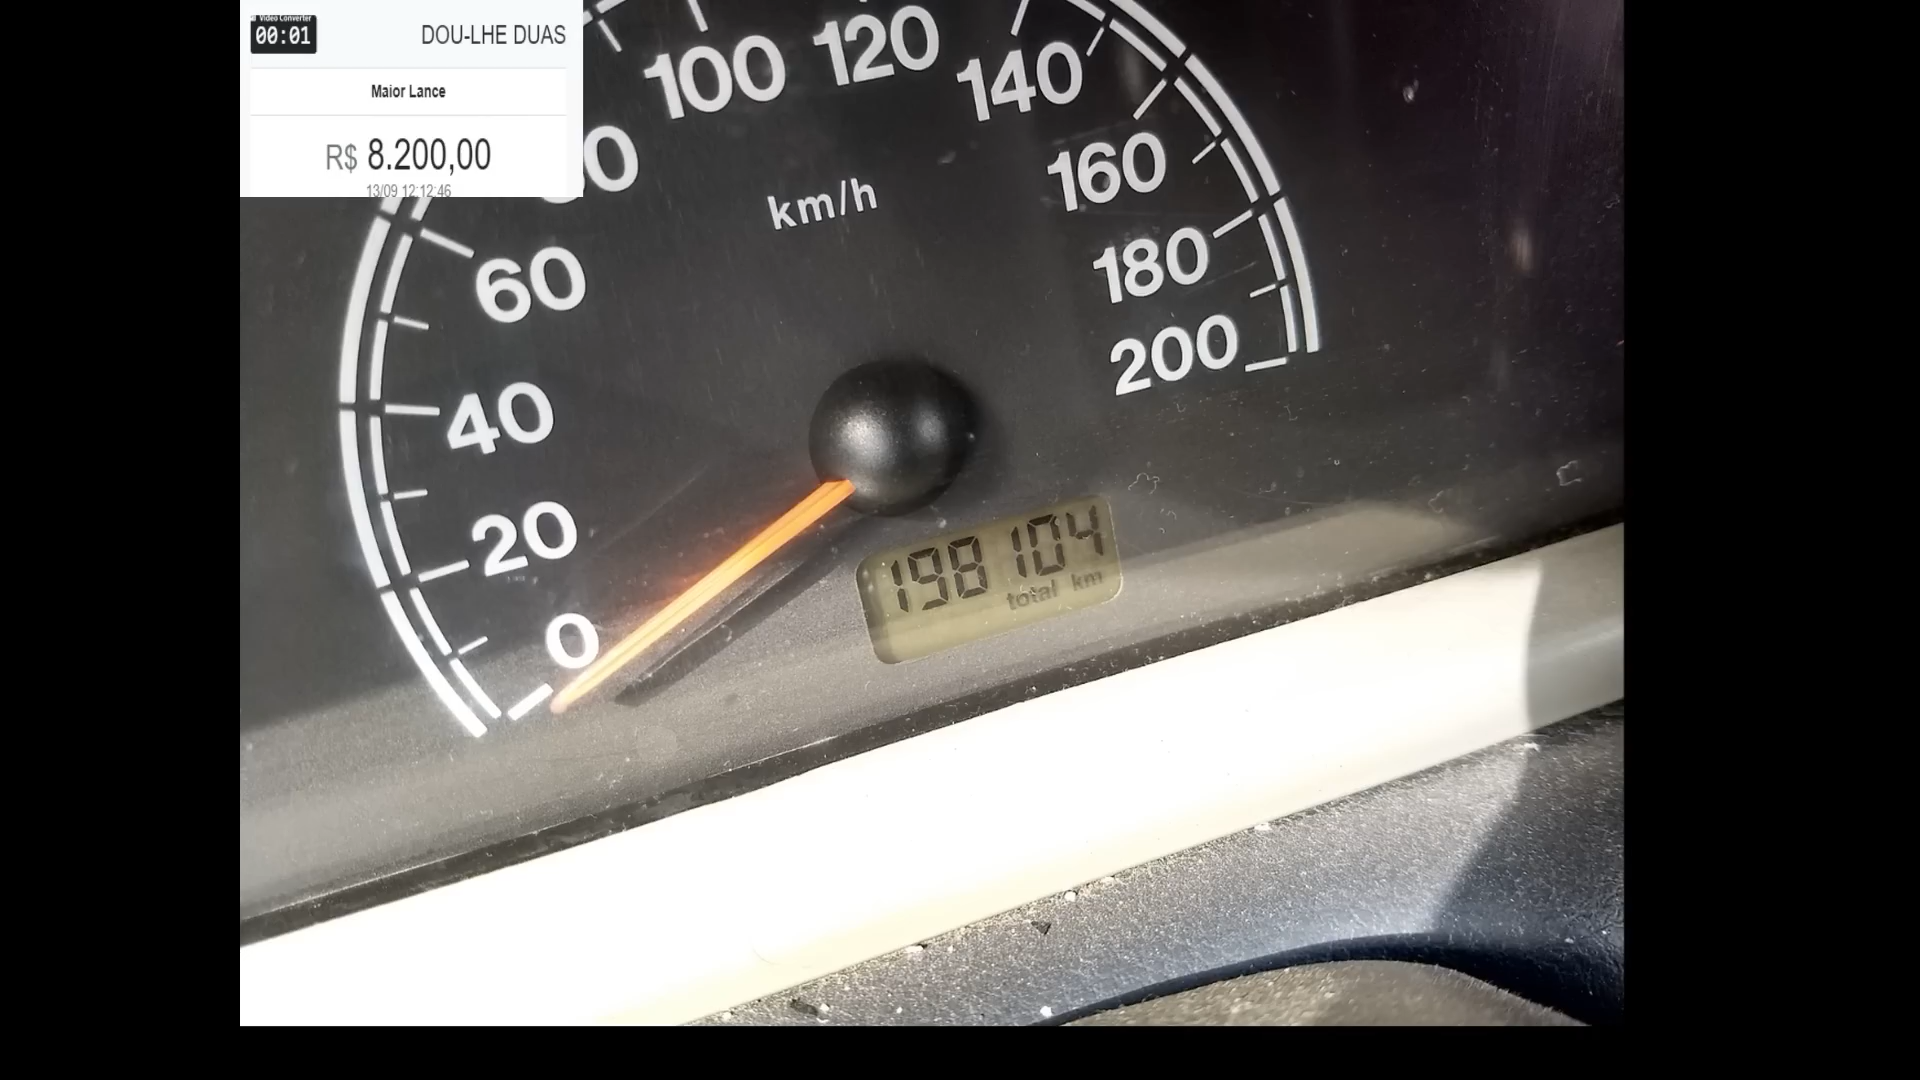 Video Converter
00:01
DOU-LHE DUAS
Maior Lance
R$ 8.200,00
13/09 12:12:46
100
120
140
160
km/h
60
180
200
40
20
0
198104
total km